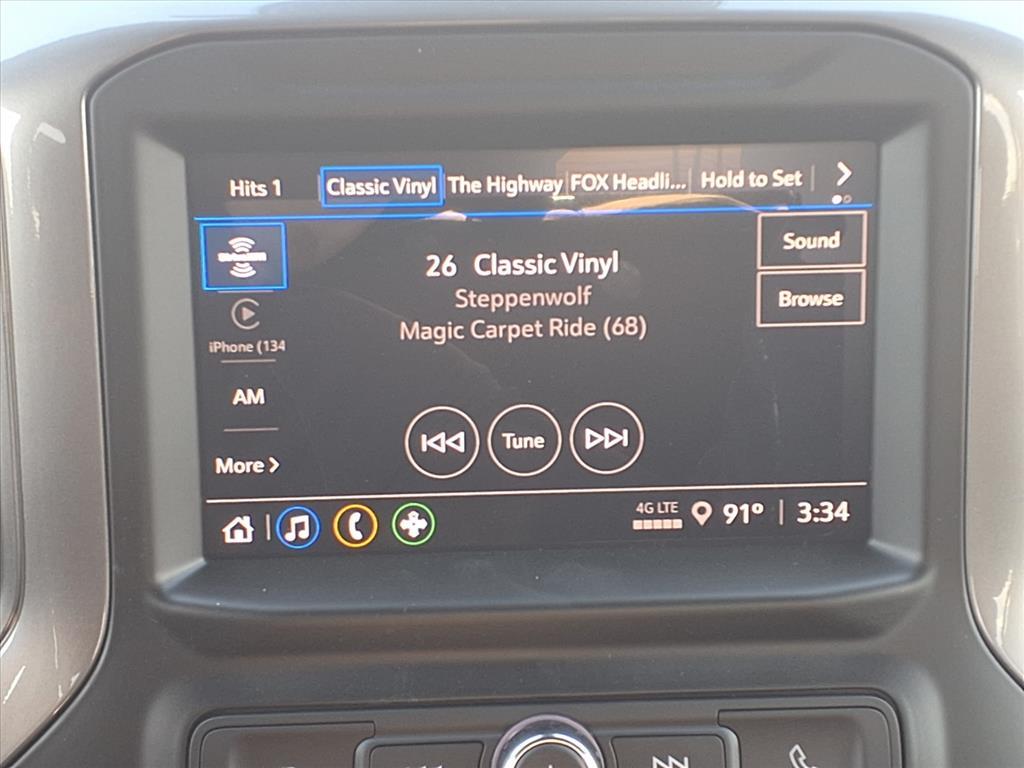 Hits 1
Classic Vinyl
The Highway
FOX Headli...
Hold to Set
SiriusXM
Sound
26 Classic Vinyl
Steppenwolf
Browse
Magic Carpet Ride (68)
iPhone (134
AM
Tune
More
4G LTE
91° 3:34